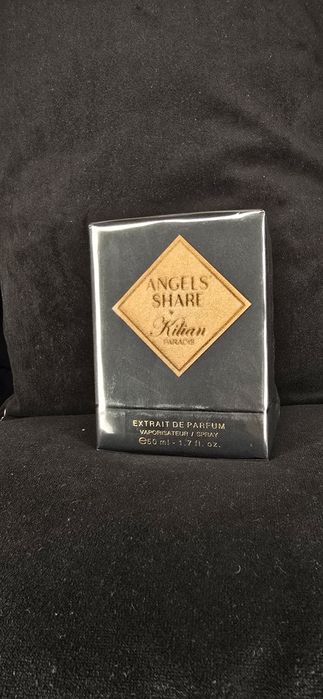 ANGELS'
SHARE
Kilian
PARADIS
EXTRAIT DE PARFUM
VAPORISATEUR / SPRAY
℮50 ml - 1.7 fl. oz.